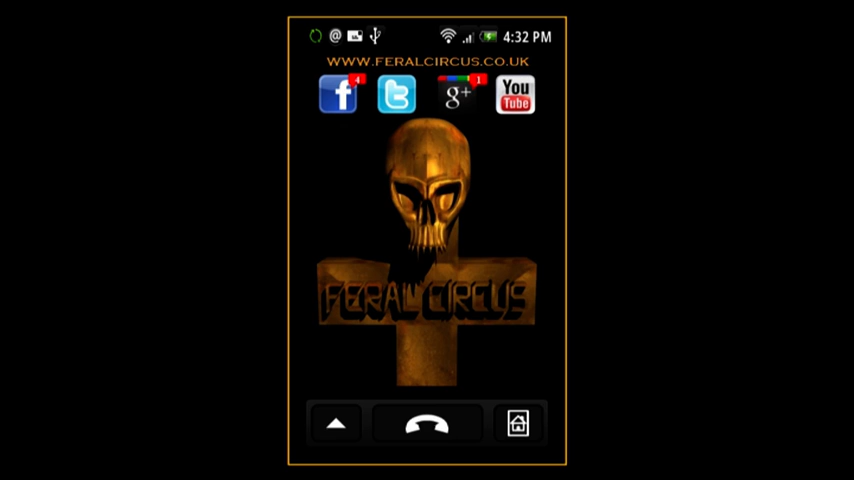 4:32 PM
WWW.FERALCIRCUS.CO.UK
4 1
f t g+ You Tube
FERAL CIRCUS